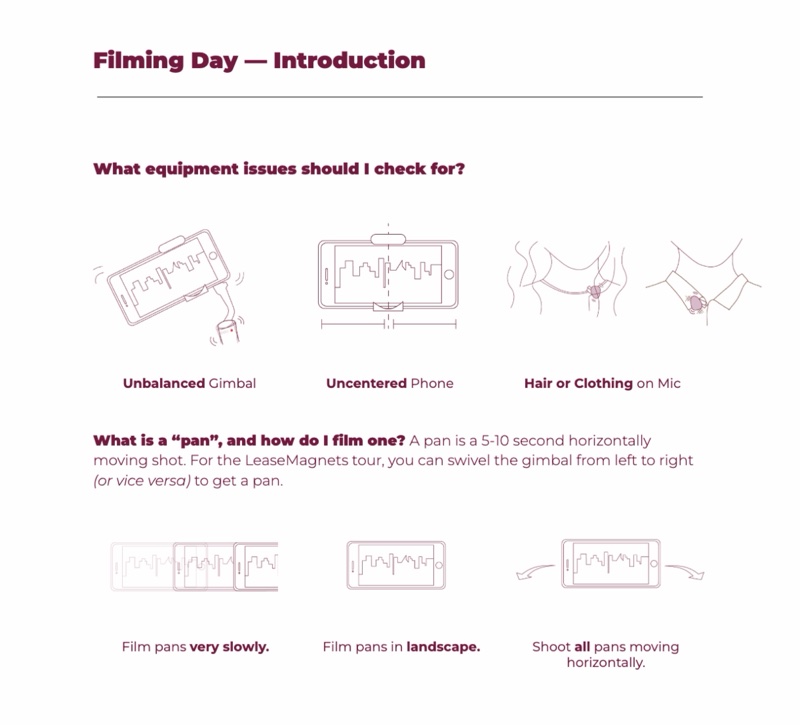 Filming Day — Introduction
What equipment issues should I check for?
Unbalanced Gimbal
Uncentered Phone
Hair or Clothing on Mic
What is a “pan”, and how do I film one? A pan is a 5-10 second horizontally
moving shot. For the LeaseMagnets tour, you can swivel the gimbal from left to right
(or vice versa) to get a pan.
Film pans very slowly.
Film pans in landscape.
Shoot all pans moving
horizontally.